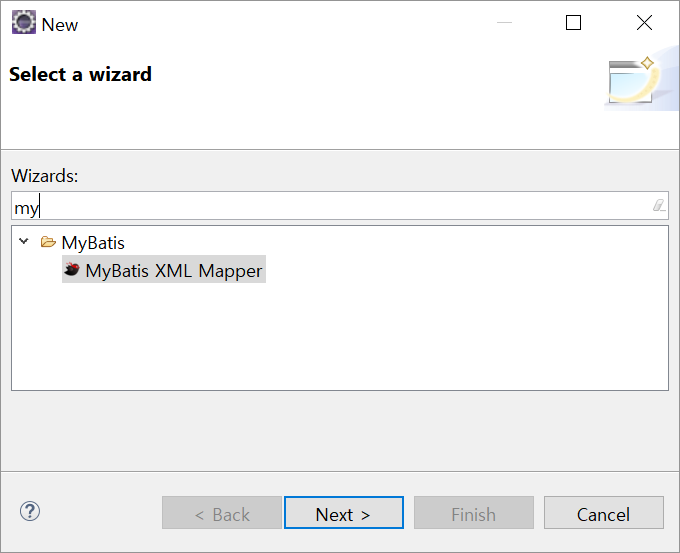 New
Select a wizard
Wizards:
my
MyBatis
MyBatis XML Mapper
?
< Back
Next >
Finish
Cancel